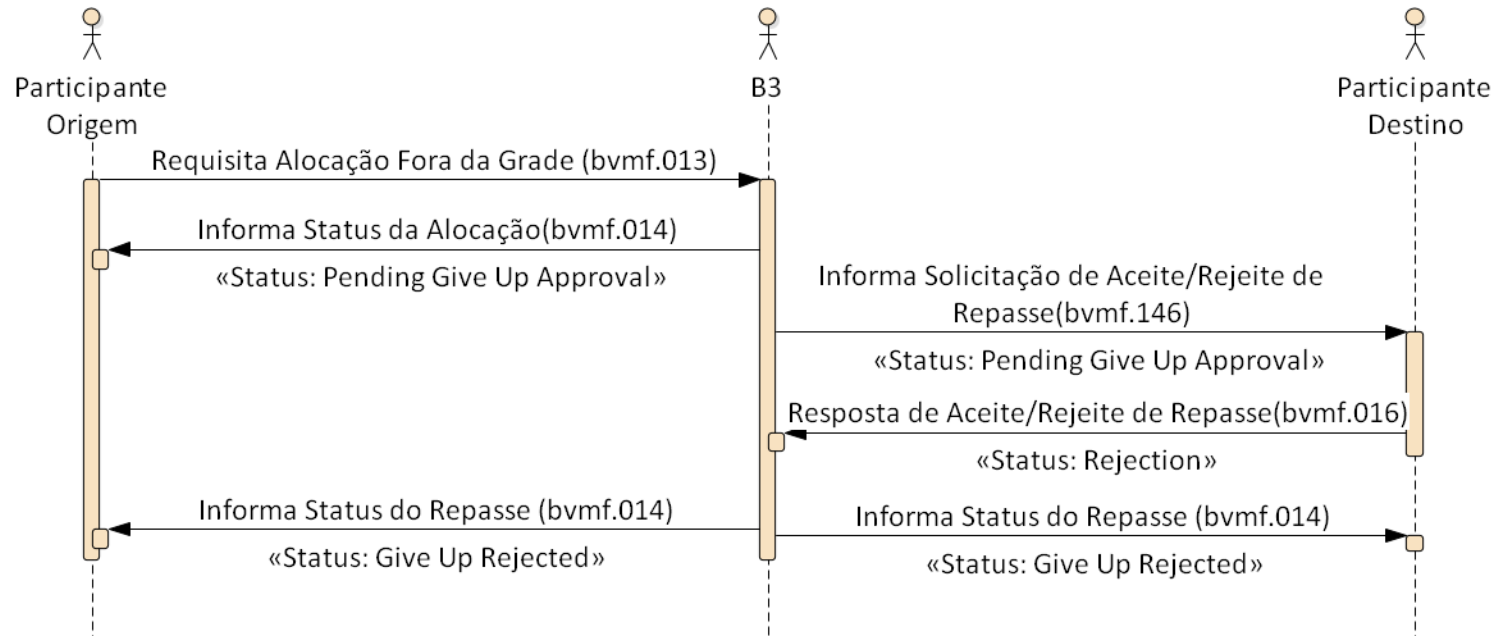 Participante
Origem
B3
Participante
Destino
Requisita Alocação Fora da Grade (bvmf.013)
Informa Status da Alocação(bvmf.014)
«Status: Pending Give Up Approval»
Informa Solicitação de Aceite/Rejeite de
Repasse(bvmf.146)
«Status: Pending Give Up Approval»
Resposta de Aceite/Rejeite de Repasse(bvmf.016)
«Status: Rejection»
Informa Status do Repasse (bvmf.014)
«Status: Give Up Rejected»
Informa Status do Repasse (bvmf.014)
«Status: Give Up Rejected»